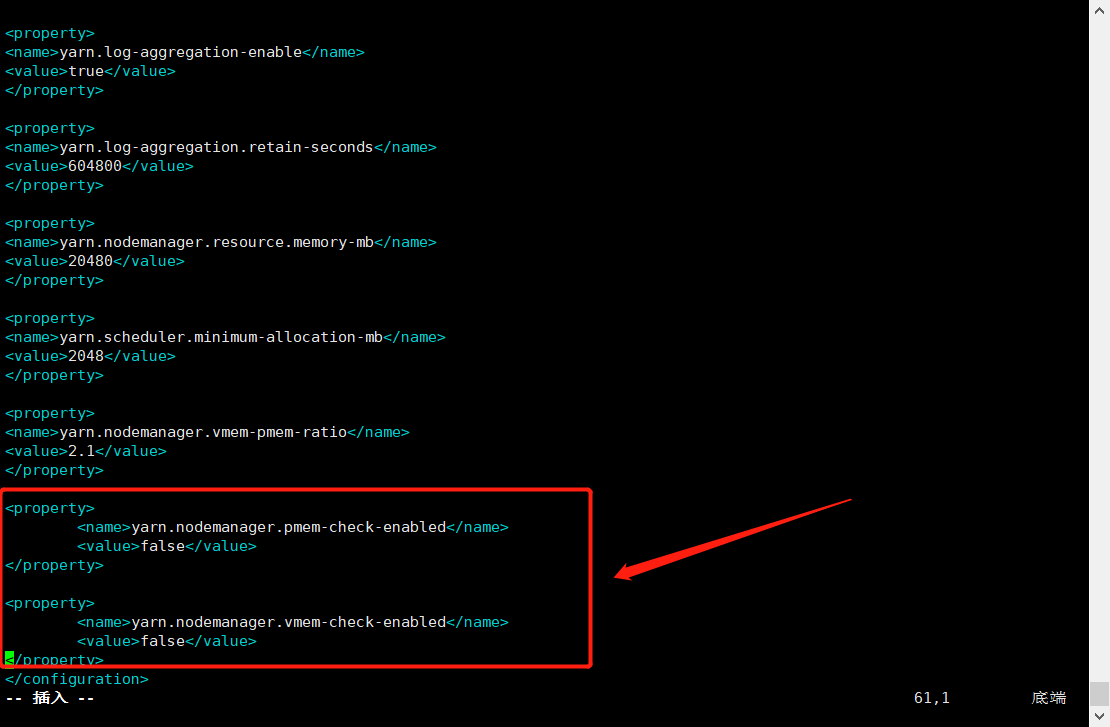 <property>
<name>yarn.log-aggregation-enable</name>
<value>true</value>
</property>
<property>
<name>yarn.log-aggregation.retain-seconds</name>
<value>604800</value>
</property>
<property>
<name>yarn.nodemanager.resource.memory-mb</name>
<value>20480</value>
</property>
<property>
<name>yarn.scheduler.minimum-allocation-mb</name>
<value>2048</value>
</property>
<property>
<name>yarn.nodemanager.vmem-pmem-ratio</name>
<value>2.1</value>
</property>
<property>
<name>yarn.nodemanager.pmem-check-enabled</name>
<value>false</value>
</property>
<property>
<name>yarn.nodemanager.vmem-check-enabled</name>
<value>false</value>
</property>
</configuration>
-- 插入 -- 61,1 底端